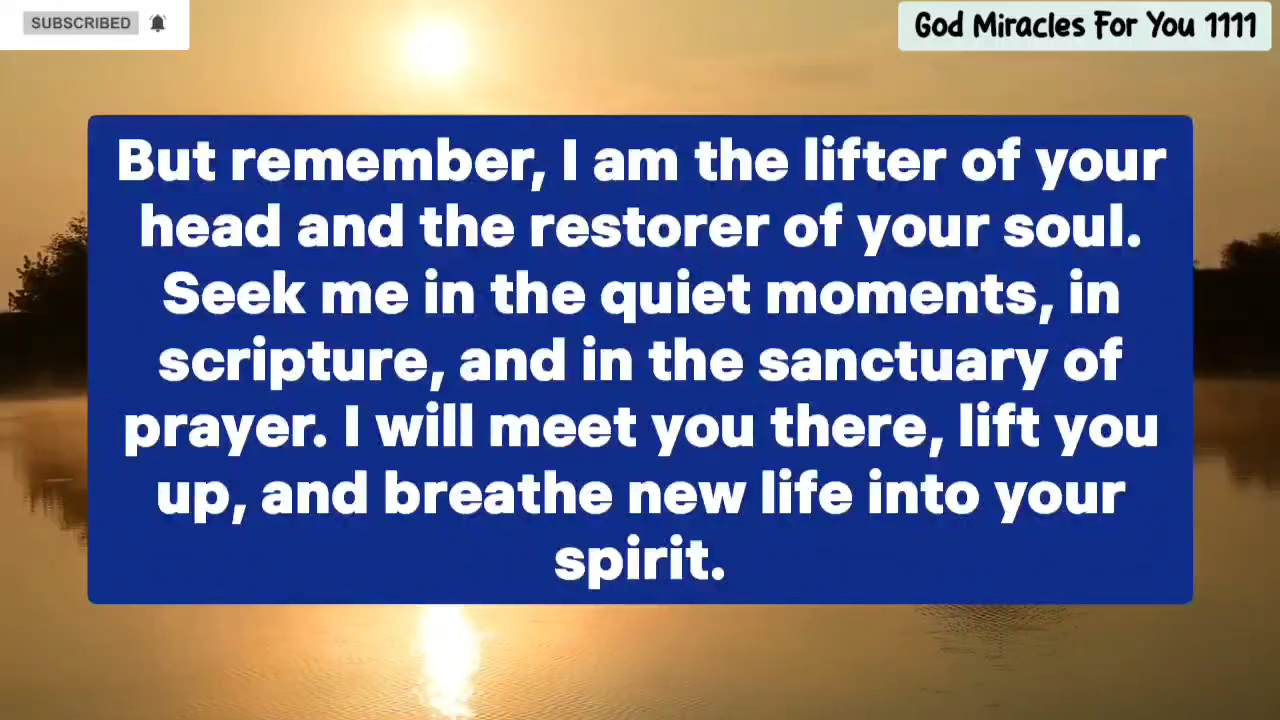 SUBSCRIBED
God Miracles For You 1111
But remember, I am the lifter of your
head and the restorer of your soul.
Seek me in the quiet moments, in
scripture, and in the sanctuary of
prayer. I will meet you there, lift you
up, and breathe new life into your
spirit.